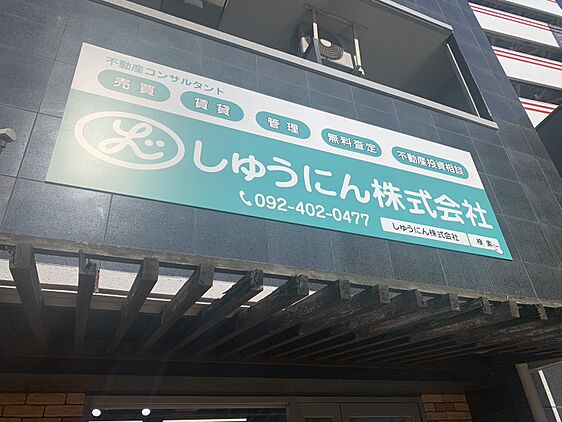 不動産コンサルタント
売買 賃貸 管理 無料査定 不動産投資相談
しゅうにん株式会社
092-402-0477
しゅうにん株式会社 検索